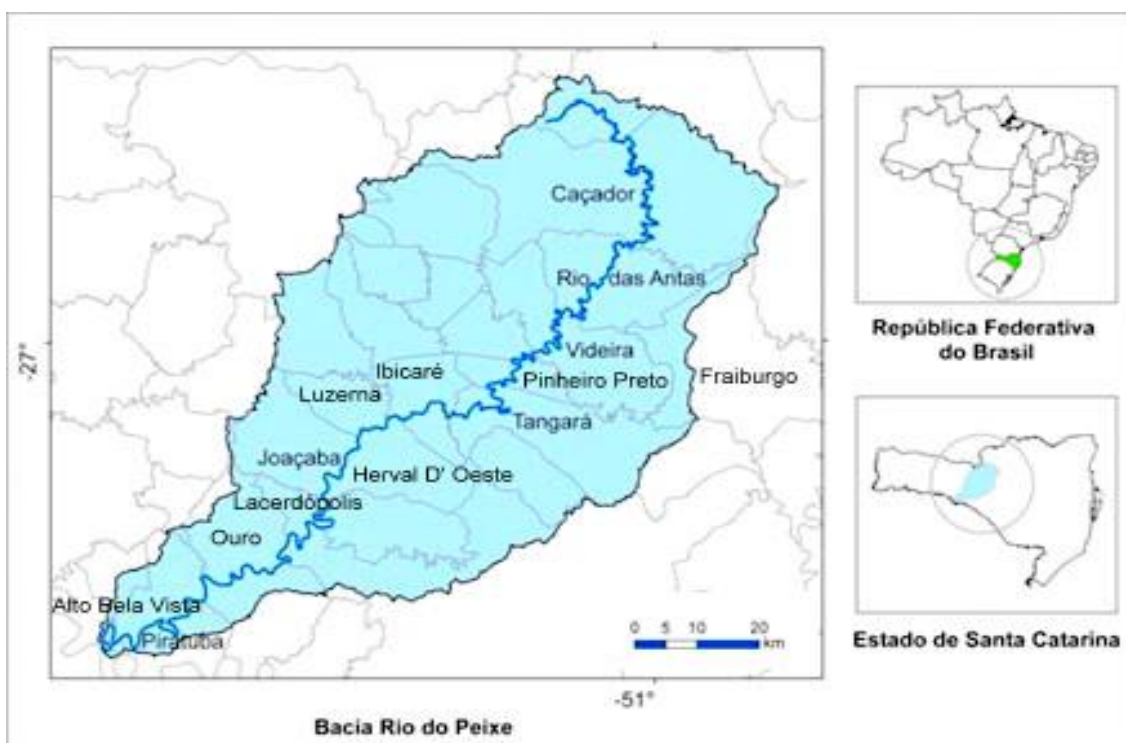 Caçador
Rio das Antas
-27°
Videira
Ibicaré
Pinheiro Preto
Fraiburgo
Luzerna
Tangará
Joaçaba
Herval D' Oeste
Lacerdópolis
Ouro
Alto Bela Vista
Piratuba
0 5 10 20
km
-51°
Bacia Rio do Peixe
República Federativa
do Brasil
Estado de Santa Catarina